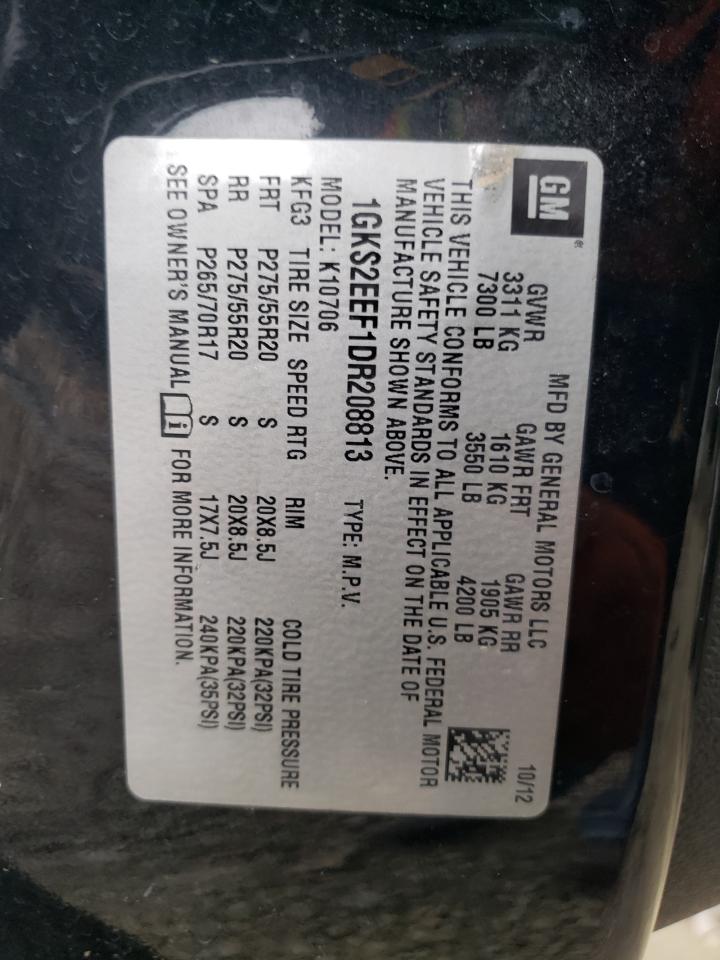 GM
MFD BY GENERAL MOTORS LLC 10/12
GVWR GAWR FRT GAWR RR
3311 KG 1610 KG 1905 KG
7300 LB 3550 LB 4200 LB
THIS VEHICLE CONFORMS TO ALL APPLICABLE U.S. FEDERAL MOTOR
VEHICLE SAFETY STANDARDS IN EFFECT ON THE DATE OF
MANUFACTURE SHOWN ABOVE.
1GKS2EEF1DR208813 TYPE: M.P.V.
MODEL: K10706
KFG3 TIRE SIZE SPEED RTG RIM COLD TIRE PRESSURE
FRT P275/55R20 S 20X8.5J 220KPA(32PSI)
RR P275/55R20 S 20X8.5J 220KPA(32PSI)
SPA P265/70R17 S 17X7.5J 240KPA(35PSI)
SEE OWNER'S MANUAL i FOR MORE INFORMATION.